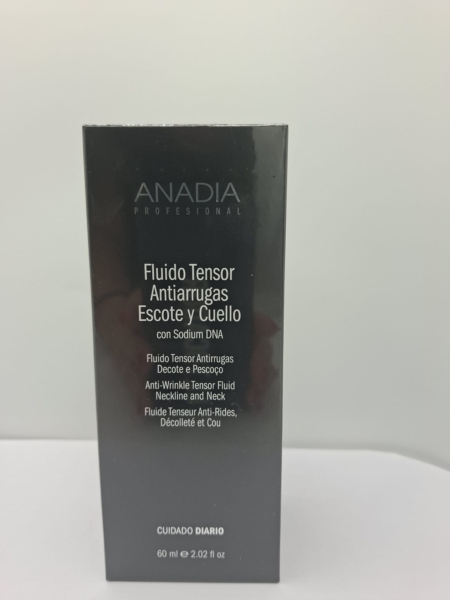 ANADIA
PROFESIONAL
Fluido Tensor
Antiarrugas
Escote y Cuello
con Sodium DNA
Fluido Tensor Antirrugas
Decote e Pescoço
Anti-Wrinkle Tensor Fluid
Neckline and Neck
Fluide Tenseur Anti-Rides,
Décolleté et Cou
CUIDADO DIARIO
60 ml e 2.02 fl oz